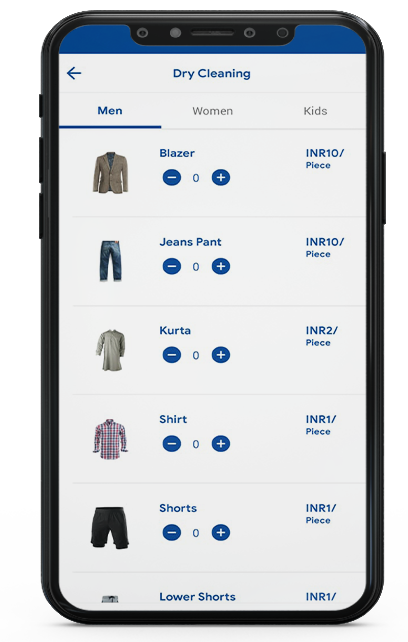 Dry Cleaning
Men Women Kids
Blazer INR10/
Piece
0
Jeans Pant INR10/
Piece
0
Kurta INR2/
Piece
0
Shirt INR1/
Piece
0
Shorts INR1/
Piece
0
Lower Shorts INR1/